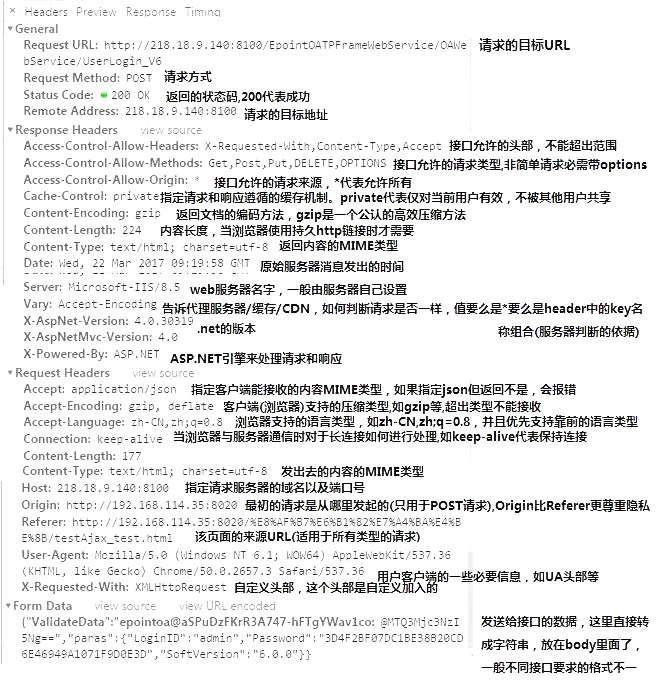 × Headers Preview Response Timing
▼General
Request URL: http://218.18.9.140:8100/EpointOATPFrameWebService/OAWe 请求的目标URL
bService/UserLogin_V6
Request Method: POST 请求方式
Status Code: 200 OK 返回的状态码,200代表成功
Remote Address: 218.18.9.140:8100 请求的目标地址
▼Response Headers view source
Access-Control-Allow-Headers: X-Requested-With,Content-Type,Accept 接口允许的头部，不能超出范围
Access-Control-Allow-Methods: Get,Post,Put,DELETE,OPTIONS 接口允许的请求类型,非简单请求必需带options
Access-Control-Allow-Origin: * 接口允许的请求来源，*代表允许所有
Cache-Control: private指定请求和响应遵循的缓存机制。private代表仅对当前用户有效，不被其他用户共享
Content-Encoding: gzip 返回文档的编码方法，gzip是一个公认的高效压缩方法
Content-Length: 224 内容长度，当浏览器使用持久http链接时才需要
Content-Type: text/html; charset=utf-8 返回内容的MIME类型
Date: Wed, 22 Mar 2017 09:19:58 GMT 原始服务器消息发出的时间
Server: Microsoft-IIS/8.5 web服务器名字，一般由服务器自己设置
Vary: Accept-Encoding 告诉代理服务器/缓存/CDN，如何判断请求是否一样，值要么是*要么是header中的key名
X-AspNet-Version: 4.0.30319 .net的版本 称组合(服务器判断的依据)
X-AspNetMvc-Version: 4.0
X-Powered-By: ASP.NET ASP.NET引擎来处理请求和响应
▼Request Headers view source
Accept: application/json 指定客户端能接收的内容MIME类型，如果指定json但返回不是，会报错
Accept-Encoding: gzip, deflate 客户端(浏览器)支持的压缩类型,如gzip等,超出类型不能接收
Accept-Language: zh-CN,zh;q=0.8 浏览器支持的语言类型，如zh-CN,zh;q=0.8，并且优先支持靠前的语言类型
Connection: keep-alive 当浏览器与服务器通信时对于长连接如何进行处理,如keep-alive代表保持连接
Content-Length: 177
Content-Type: text/html; charset=utf-8 发出去的内容的MIME类型
Host: 218.18.9.140:8100 指定请求服务器的域名以及端口号
Origin: http://192.168.114.35:8020 最初的请求是从哪里发起的(只用于POST请求),Origin比Referer更尊重隐私
Referer: http://192.168.114.35:8020/%E8%AF%B7%E6%B1%82%E7%A4%BA%E4%B
E%8B/testAjax_test.html 该页面的来源URL(适用于所有类型的请求)
User-Agent: Mozilla/5.0 (Windows NT 6.1; WOW64) AppleWebKit/537.36
(KHTML, like Gecko) Chrome/50.0.2657.3 Safari/537.36 用户客户端的一些必要信息，如UA头部等
X-Requested-With: XMLHttpRequest 自定义头部，这个头部是自定义加入的
▼Form Data view source view URL encoded
{"ValidateData":"epointoa@aSPuDzFKrR3A747-hFTgYWav1co: @MTQ3Mjc3NzI 发送给接口的数据，这里直接转
5Ng==","paras":{"LoginID":"admin","Password":"3D4F2BF07DC1BE38B20CD 成字符串，放在body里面了，
6E46949A1071F9D0E3D","SoftVersion":"6.0.0"}} 一般不同接口要求的格式不一